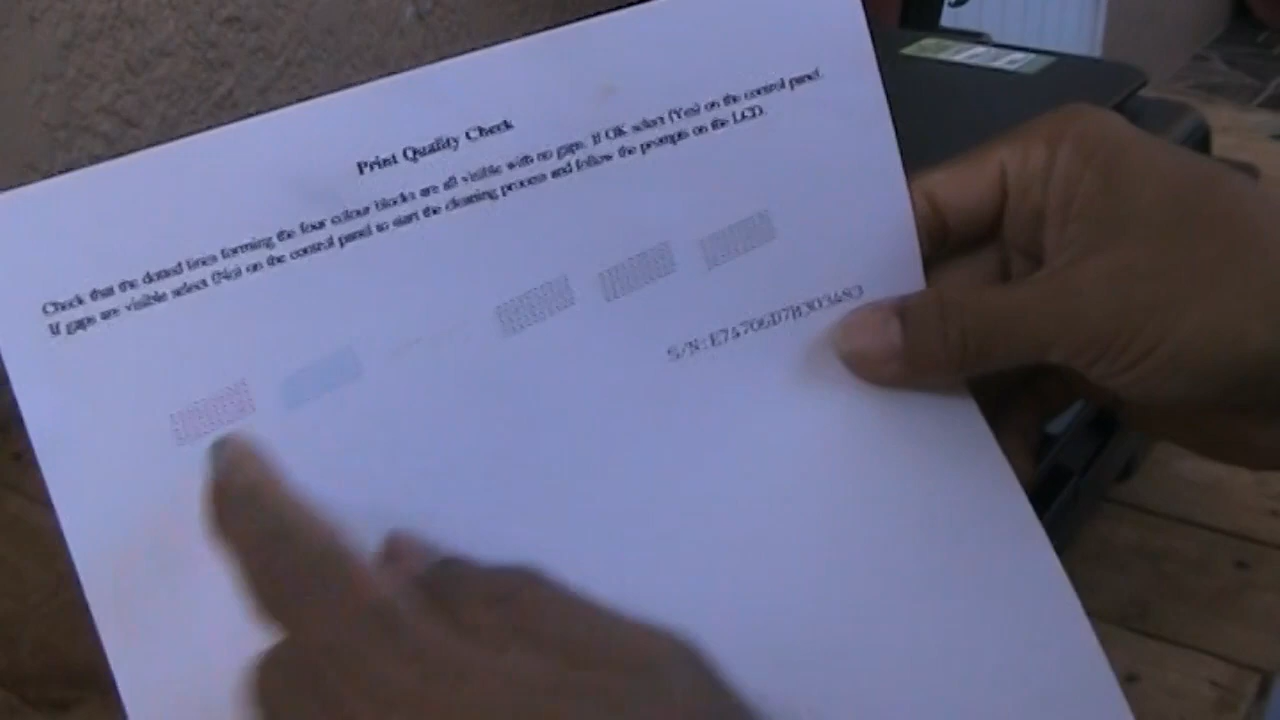 Print Quality Check
Check that the dotted lines forming the four colour blocks are all visible with no gaps. If OK select (Yes) on the control panel.
If gaps are visible select (No) on the control panel to start the cleaning process and follow the prompts on the LCD.
S/N: